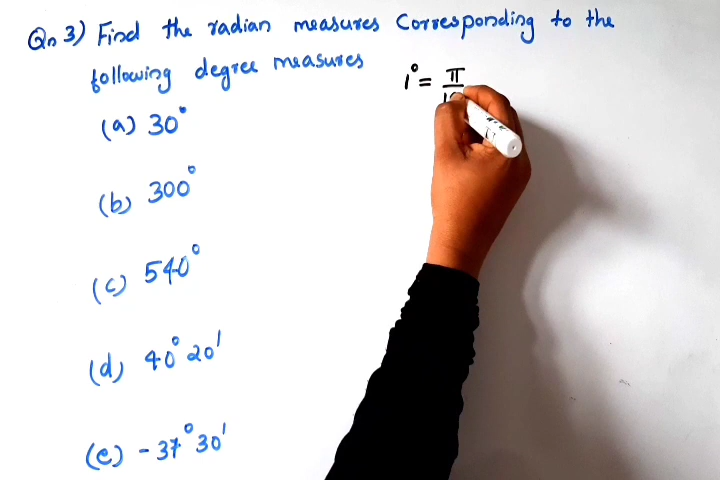 Qn 3) Find the radian measures Corresponding to the
following degree measures
1° = π/
(a) 30°
(b) 300°
(c) 540°
(d) 40° 20'
(e) -37° 30'